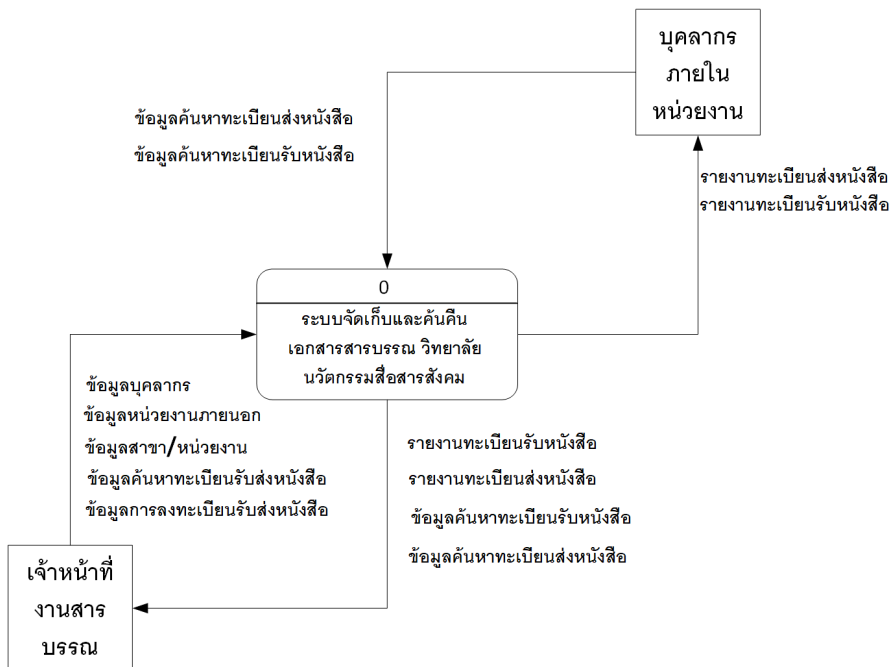 บุคลากร
ภายใน
หน่วยงาน
ข้อมูลค้นหาทะเบียนส่งหนังสือ
ข้อมูลค้นหาทะเบียนรับหนังสือ
รายงานทะเบียนส่งหนังสือ
รายงานทะเบียนรับหนังสือ
0
ระบบจัดเก็บและค้นคืน
เอกสารสารบรรณ วิทยาลัย
นวัตกรรมสื่อสารสังคม
ข้อมูลบุคลากร
ข้อมูลหน่วยงานภายนอก
ข้อมูลสาขา/หน่วยงาน
ข้อมูลค้นหาทะเบียนรับส่งหนังสือ
ข้อมูลการลงทะเบียนรับส่งหนังสือ
รายงานทะเบียนรับหนังสือ
รายงานทะเบียนส่งหนังสือ
ข้อมูลค้นหาทะเบียนรับหนังสือ
ข้อมูลค้นหาทะเบียนส่งหนังสือ
เจ้าหน้าที่
งานสาร
บรรณ